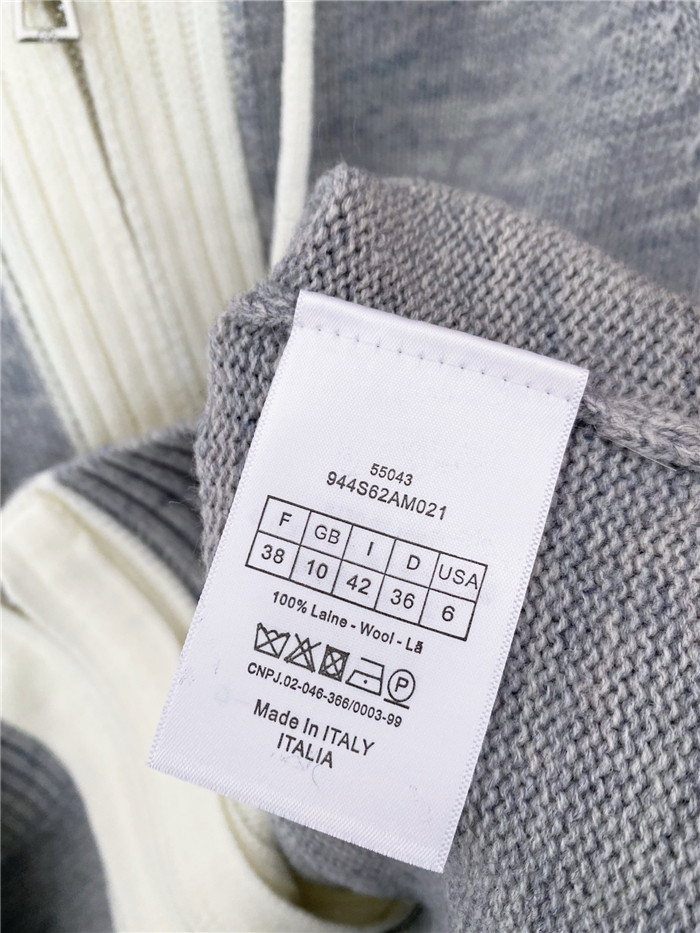 55043
944S62AM021
F GB I D USA
38 10 42 36 6
100% Laine - Wool - Lã
P
CNPJ.02-046-366/0003-99
Made In ITALY
ITALIA